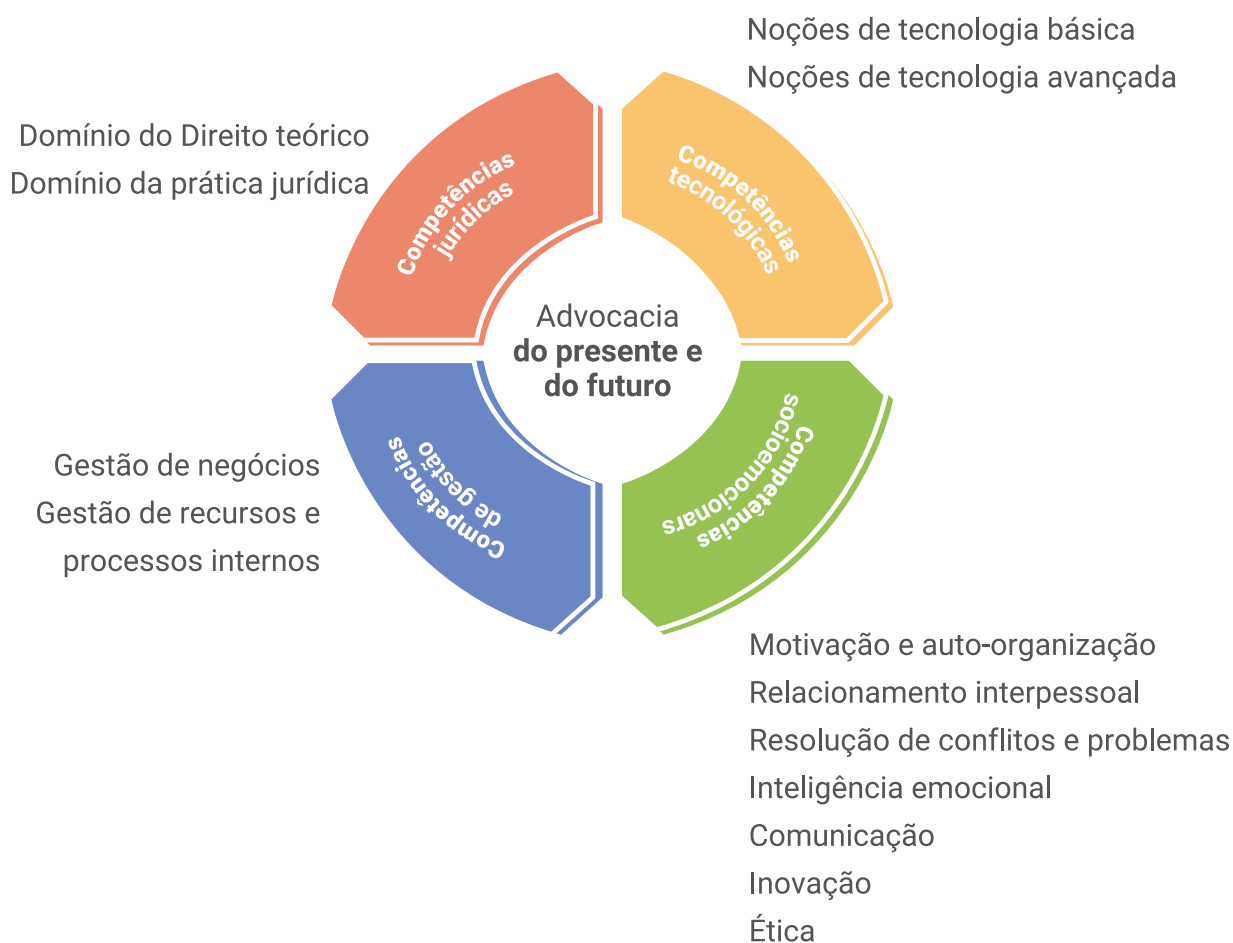 Noções de tecnologia básica
Noções de tecnologia avançada
Domínio do Direito teórico
Domínio da prática jurídica
Competências
jurídicas
Competências
tecnológicas
Advocacia
do presente e
do futuro
Competências
de gestão
Competências
socioemocionars
Gestão de negócios
Gestão de recursos e
processos internos
Motivação e auto-organização
Relacionamento interpessoal
Resolução de conflitos e problemas
Inteligência emocional
Comunicação
Inovação
Ética